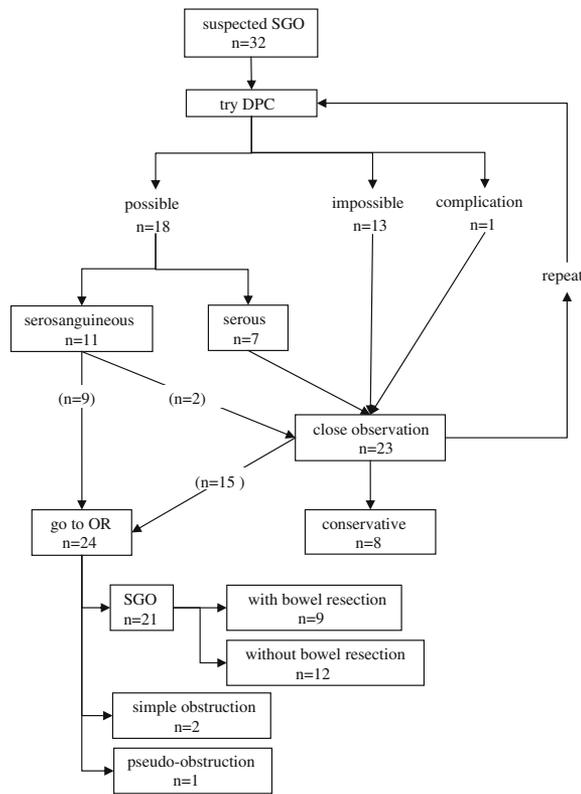 suspected SGO
n=32
try DPC
possible
n=18
impossible
n=13
complication
n=1
repeat
serosanguineous
n=11
serous
n=7
(n=9)
(n=2)
close observation
n=23
(n=15 )
go to OR
n=24
conservative
n=8
SGO
n=21
with bowel resection
n=9
without bowel resection
n=12
simple obstruction
n=2
pseudo-obstruction
n=1